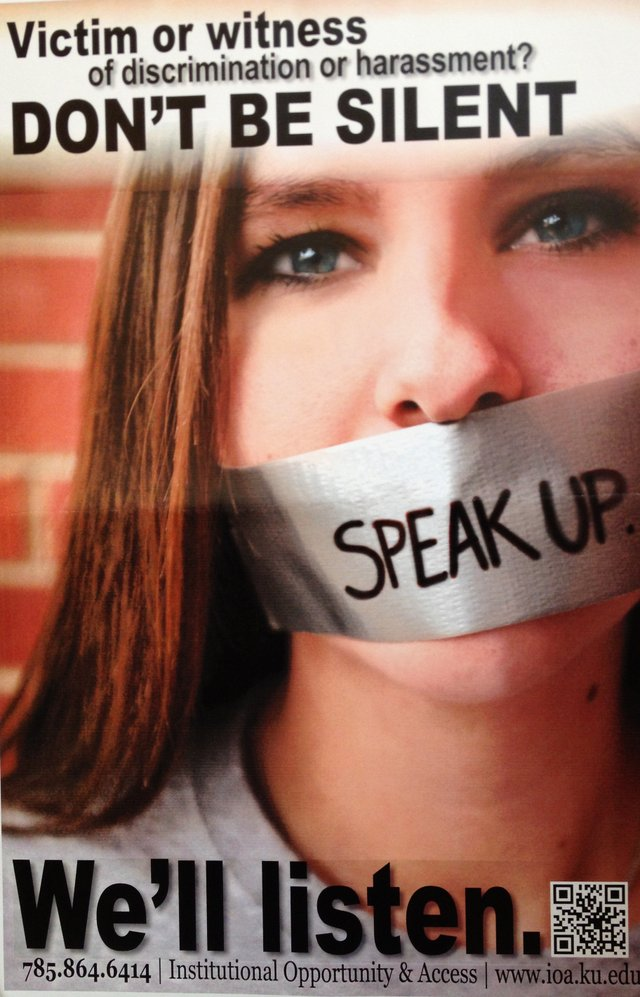 Victim or witness
of discrimination or harassment?
DON'T BE SILENT
SPEAK UP.
We'll listen.
785.864.6414 | Institutional Opportunity & Access | www.ioa.ku.edu